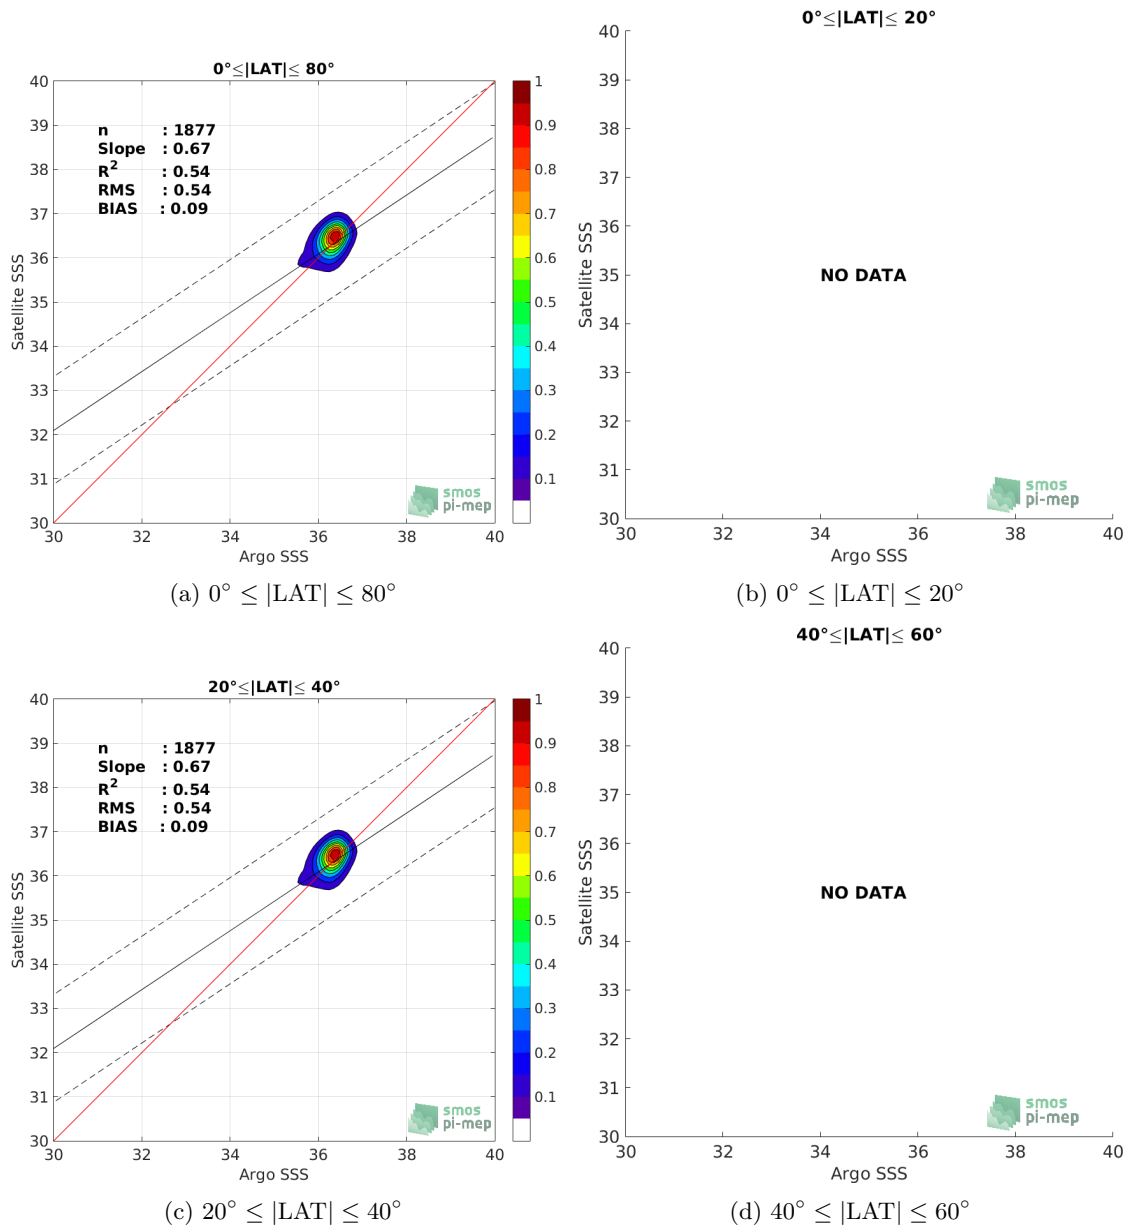 0°≤|LAT|≤ 80°
40
39
38
37
36
35
34
33
32
31
30
n : 1877
Slope : 0.67
R2 : 0.54
RMS : 0.54
BIAS : 0.09
Satellite SSS
30
32
34
36
38
40
Argo SSS
1
0.9
0.8
0.7
0.6
0.5
0.4
0.3
0.2
0.1
smos
pi-mep
(a) 0° ≤ |LAT| ≤ 80°
0°≤|LAT|≤ 20°
40
39
38
37
36
35
34
33
32
31
30
Satellite SSS
NO DATA
smos
pi-mep
30
32
34
36
38
40
Argo SSS
(b) 0° ≤ |LAT| ≤ 20°
20°≤|LAT|≤ 40°
40
39
38
37
36
35
34
33
32
31
30
n : 1877
Slope : 0.67
R2 : 0.54
RMS : 0.54
BIAS : 0.09
Satellite SSS
30
32
34
36
38
40
Argo SSS
1
0.9
0.8
0.7
0.6
0.5
0.4
0.3
0.2
0.1
smos
pi-mep
(c) 20° ≤ |LAT| ≤ 40°
40°≤|LAT|≤ 60°
40
39
38
37
36
35
34
33
32
31
30
Satellite SSS
NO DATA
smos
pi-mep
30
32
34
36
38
40
Argo SSS
(d) 40° ≤ |LAT| ≤ 60°